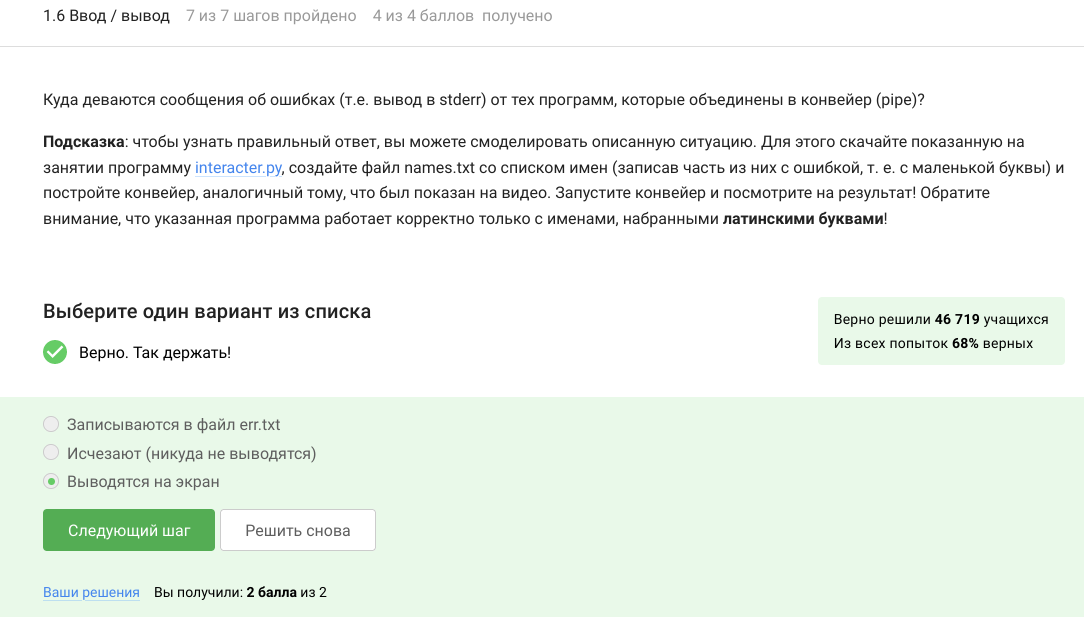 1.6 Ввод / вывод 7 из 7 шагов пройдено 4 из 4 баллов получено
Куда деваются сообщения об ошибках (т.е. вывод в stderr) от тех программ, которые объединены в конвейер (pipe)?
Подсказка: чтобы узнать правильный ответ, вы можете смоделировать описанную ситуацию. Для этого скачайте показанную на
занятии программу interacter.py, создайте файл names.txt со списком имен (записав часть из них с ошибкой, т. е. с маленькой буквы) и
постройте конвейер, аналогичный тому, что был показан на видео. Запустите конвейер и посмотрите на результат! Обратите
внимание, что указанная программа работает корректно только с именами, набранными латинскими буквами!
Выберите один вариант из списка
Верно решили 46 719 учащихся
Из всех попыток 68% верных
Верно. Так держать!
Записываются в файл err.txt
Исчезают (никуда не выводятся)
Выводятся на экран
Следующий шаг Решить снова
Ваши решения Вы получили: 2 балла из 2